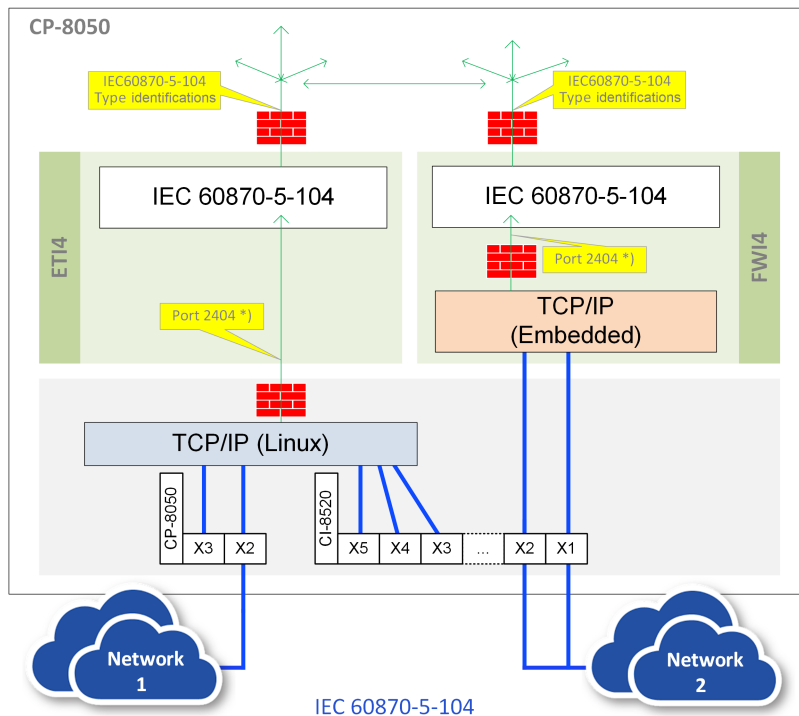 CP-8050
IEC60870-5-104
Type identifications
IEC60870-5-104
Type identifications
ETI4
IEC 60870-5-104
IEC 60870-5-104
FWI4
Port 2404 *)
TCP/IP
(Embedded)
Port 2404 *)
TCP/IP (Linux)
CP-8050
X3
X2
CI-8520
X5
X4
X3
...
X2
X1
Network
1
Network
2
IEC 60870-5-104